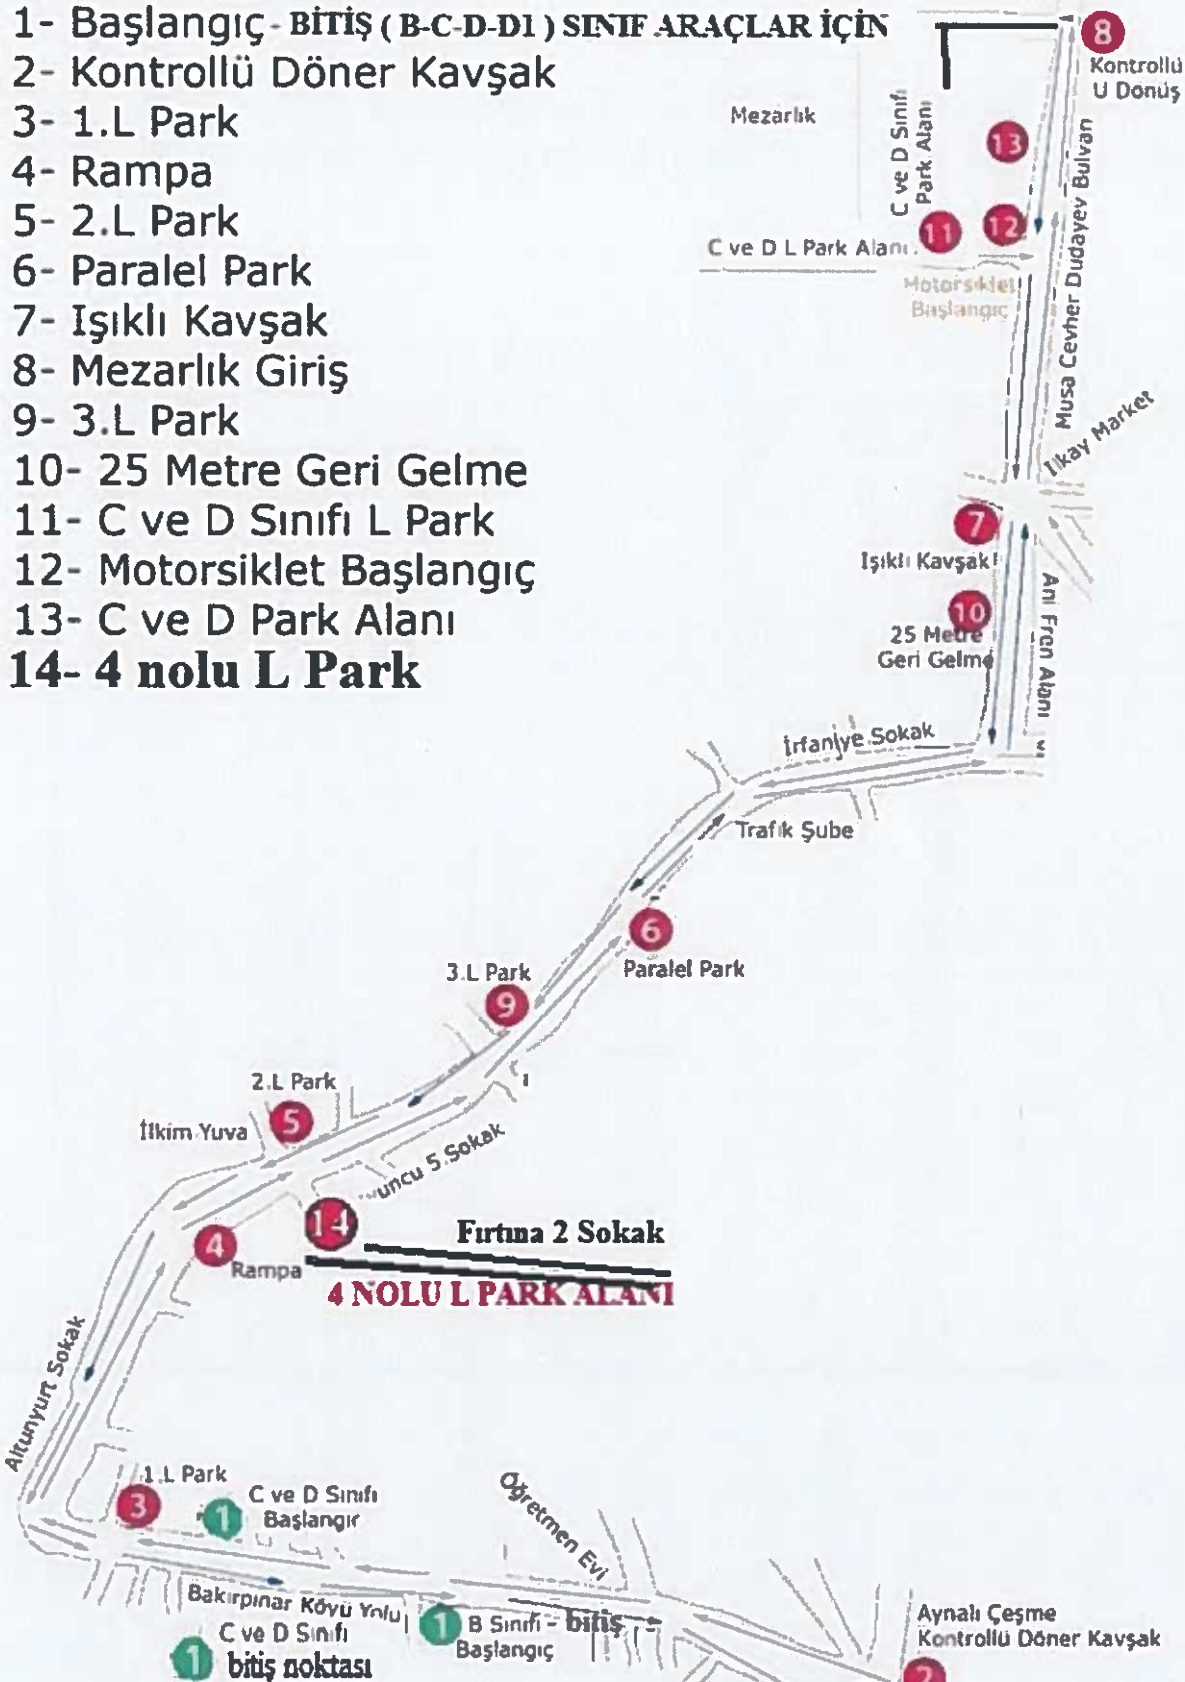 1- Başlangıç - BİTİŞ ( B-C-D-D1 ) SINIF ARAÇLAR İÇİN
2- Kontrollü Döner Kavşak
3- 1.L Park
4- Rampa
5- 2.L Park
6- Paralel Park
7- Işıklı Kavşak
8- Mezarlık Giriş
9- 3.L Park
10- 25 Metre Geri Gelme
11- C ve D Sınıfı L Park
12- Motorsiklet Başlangıç
13- C ve D Park Alanı
14- 4 nolu L Park
8
Kontrollü
U Dönüş
Mezarlık
C ve D Sınıfı
Park Alanı
13
12
11
C ve D L Park Alanı
Motorsiklet
Başlangıç
Musa Cevher Dudayev Bulvarı
İlkay Market
7
Işıklı Kavşak
10
25 Metre
Geri Gelme
Ani Fren Alanı
İrfaniye Sokak
Trafik Şube
6
Paralel Park
3.L Park
9
2.L Park
5
İlkim Yuva
uncu 5.Sokak
14
Fırtına 2 Sokak
4
Rampa
4 NOLU L PARK ALANI
Altunyurt Sokak
1.L Park
3
C ve D Sınıfı
Başlangıç
1
Öğretmen Evi
Bakırpınar Köyü Yolu
1
B Sınıfı - bitiş
Başlangıç
C ve D Sınıfı
bitiş noktası
1
Aynalı Çeşme
Kontrollü Döner Kavşak
2